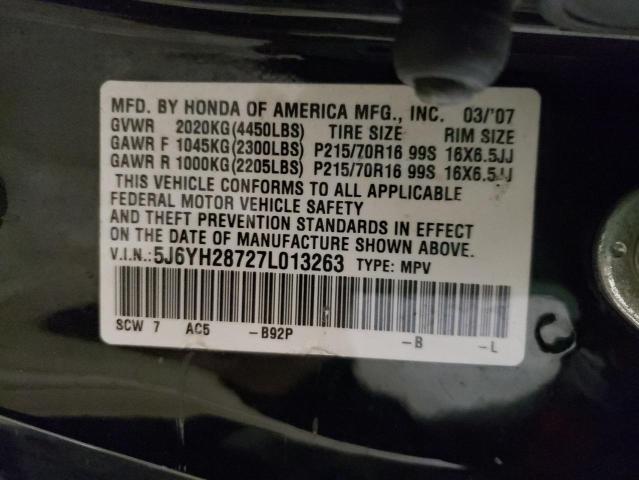 MFD. BY HONDA OF AMERICA MFG., INC. 03/'07
GVWR 2020KG(4450LBS) TIRE SIZE RIM SIZE
GAWR F 1045KG(2300LBS) P215/70R16 99S 16X6.5JJ
GAWR R 1000KG(2205LBS) P215/70R16 99S 16X6.5JJ
THIS VEHICLE CONFORMS TO ALL APPLICABLE
FEDERAL MOTOR VEHICLE SAFETY
AND THEFT PREVENTION STANDARDS IN EFFECT
ON THE DATE OF MANUFACTURE SHOWN ABOVE.
V.I.N.:5J6YH28727L013263 TYPE: MPV
SCW 7 AC5 -B92P -B -L